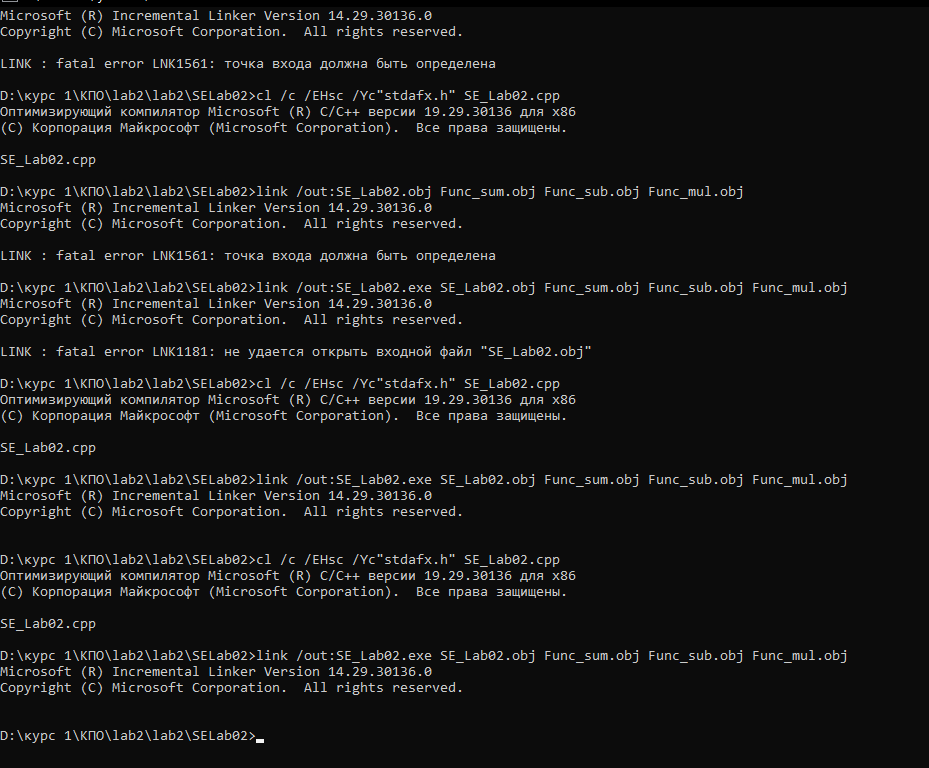 Microsoft (R) Incremental Linker Version 14.29.30136.0
Copyright (C) Microsoft Corporation.  All rights reserved.
LINK : fatal error LNK1561: точка входа должна быть определена
D:\курс 1\КПО\lab2\lab2\SELab02>cl /c /EHsc /Yc"stdafx.h" SE_Lab02.cpp
Оптимизирующий компилятор Microsoft (R) C/C++ версии 19.29.30136 для x86
(C) Корпорация Майкрософт (Microsoft Corporation).  Все права защищены.
SE_Lab02.cpp
D:\курс 1\КПО\lab2\lab2\SELab02>link /out:SE_Lab02.obj Func_sum.obj Func_sub.obj Func_mul.obj
Microsoft (R) Incremental Linker Version 14.29.30136.0
Copyright (C) Microsoft Corporation.  All rights reserved.
LINK : fatal error LNK1561: точка входа должна быть определена
D:\курс 1\КПО\lab2\lab2\SELab02>link /out:SE_Lab02.exe SE_Lab02.obj Func_sum.obj Func_sub.obj Func_mul.obj
Microsoft (R) Incremental Linker Version 14.29.30136.0
Copyright (C) Microsoft Corporation.  All rights reserved.
LINK : fatal error LNK1181: не удается открыть входной файл "SE_Lab02.obj"
D:\курс 1\КПО\lab2\lab2\SELab02>cl /c /EHsc /Yc"stdafx.h" SE_Lab02.cpp
Оптимизирующий компилятор Microsoft (R) C/C++ версии 19.29.30136 для x86
(C) Корпорация Майкрософт (Microsoft Corporation).  Все права защищены.
SE_Lab02.cpp
D:\курс 1\КПО\lab2\lab2\SELab02>link /out:SE_Lab02.exe SE_Lab02.obj Func_sum.obj Func_sub.obj Func_mul.obj
Microsoft (R) Incremental Linker Version 14.29.30136.0
Copyright (C) Microsoft Corporation.  All rights reserved.
D:\курс 1\КПО\lab2\lab2\SELab02>cl /c /EHsc /Yc"stdafx.h" SE_Lab02.cpp
Оптимизирующий компилятор Microsoft (R) C/C++ версии 19.29.30136 для x86
(C) Корпорация Майкрософт (Microsoft Corporation).  Все права защищены.
SE_Lab02.cpp
D:\курс 1\КПО\lab2\lab2\SELab02>link /out:SE_Lab02.exe SE_Lab02.obj Func_sum.obj Func_sub.obj Func_mul.obj
Microsoft (R) Incremental Linker Version 14.29.30136.0
Copyright (C) Microsoft Corporation.  All rights reserved.
D:\курс 1\КПО\lab2\lab2\SELab02>